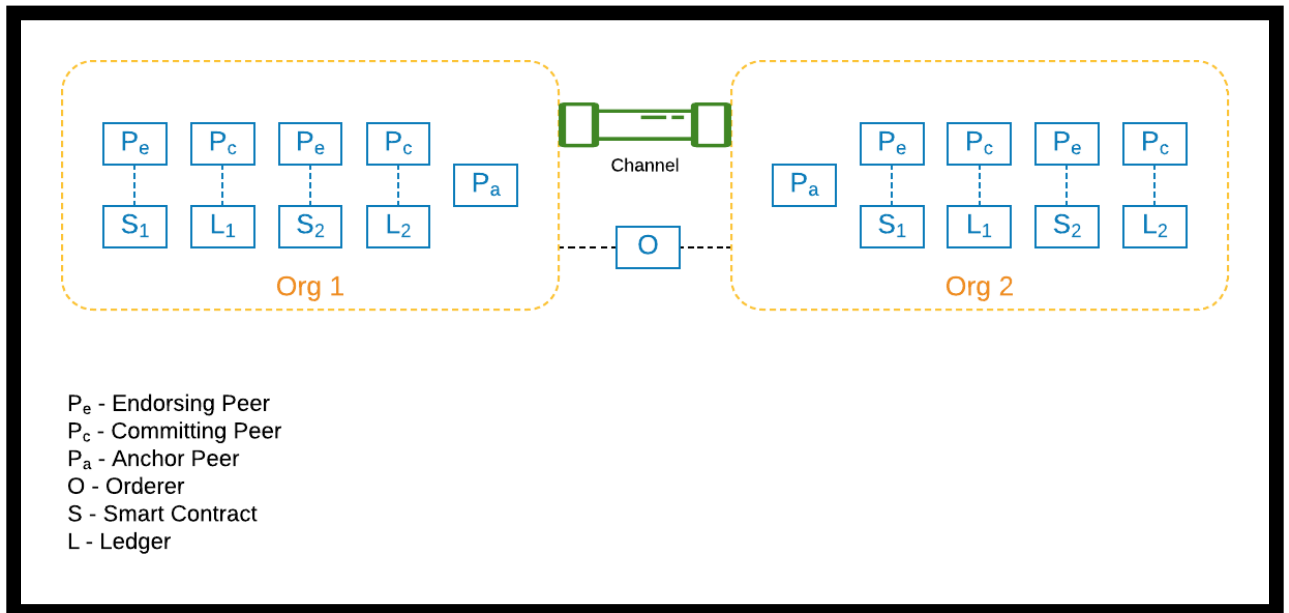 Pe Pc Pe Pc
Pa
S1 L1 S2 L2
Org 1
Channel
O
Pe Pc Pe Pc
Pa
S1 L1 S2 L2
Org 2
Pe - Endorsing Peer
Pc - Committing Peer
Pa - Anchor Peer
O - Orderer
S - Smart Contract
L - Ledger